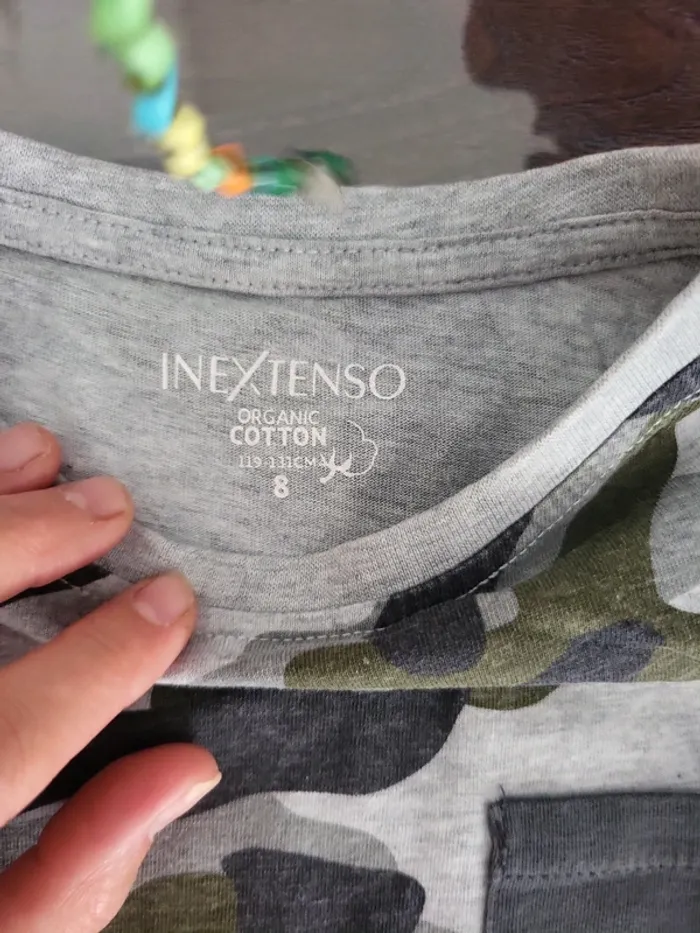 INEXTENSO
ORGANIC
COTTON
119-131CM
8